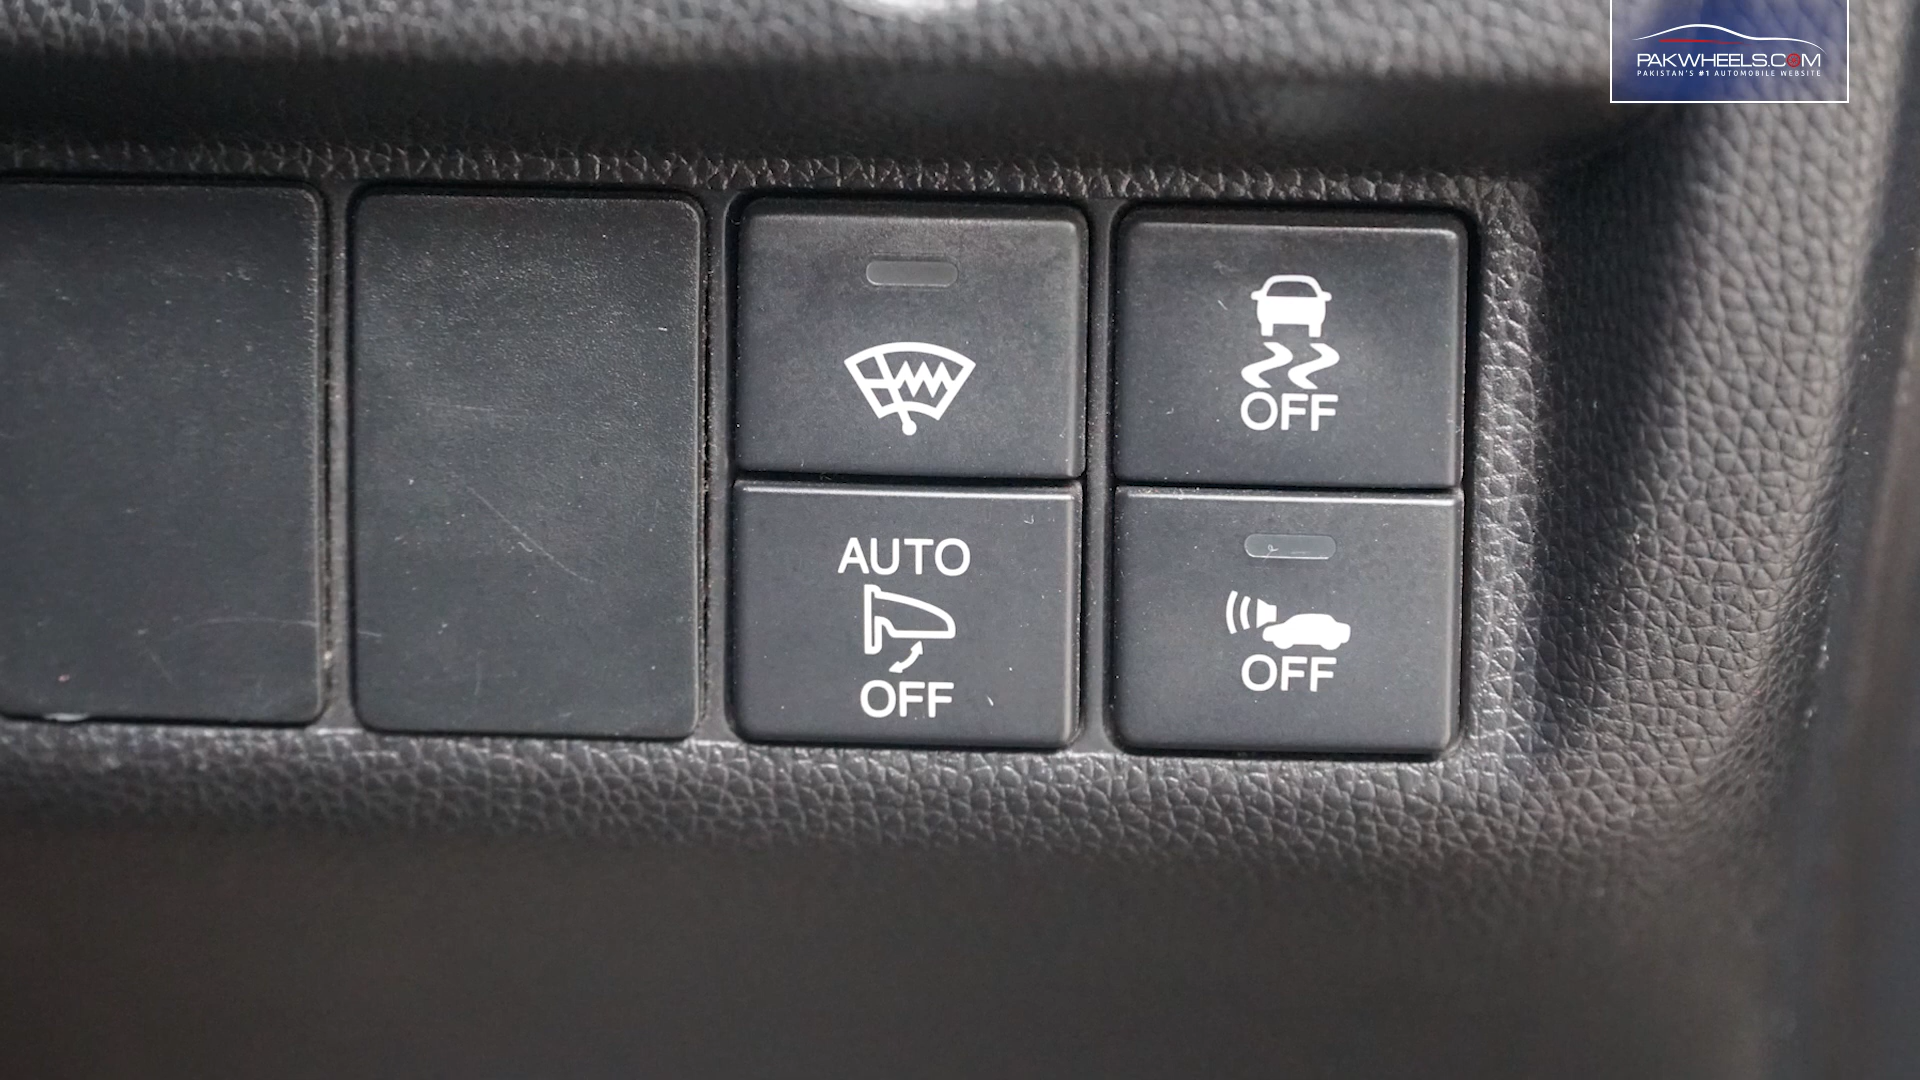 PAKWHEELS.COM
PAKISTAN'S #1 AUTOMOBILE WEBSITE
OFF
AUTO
OFF
OFF